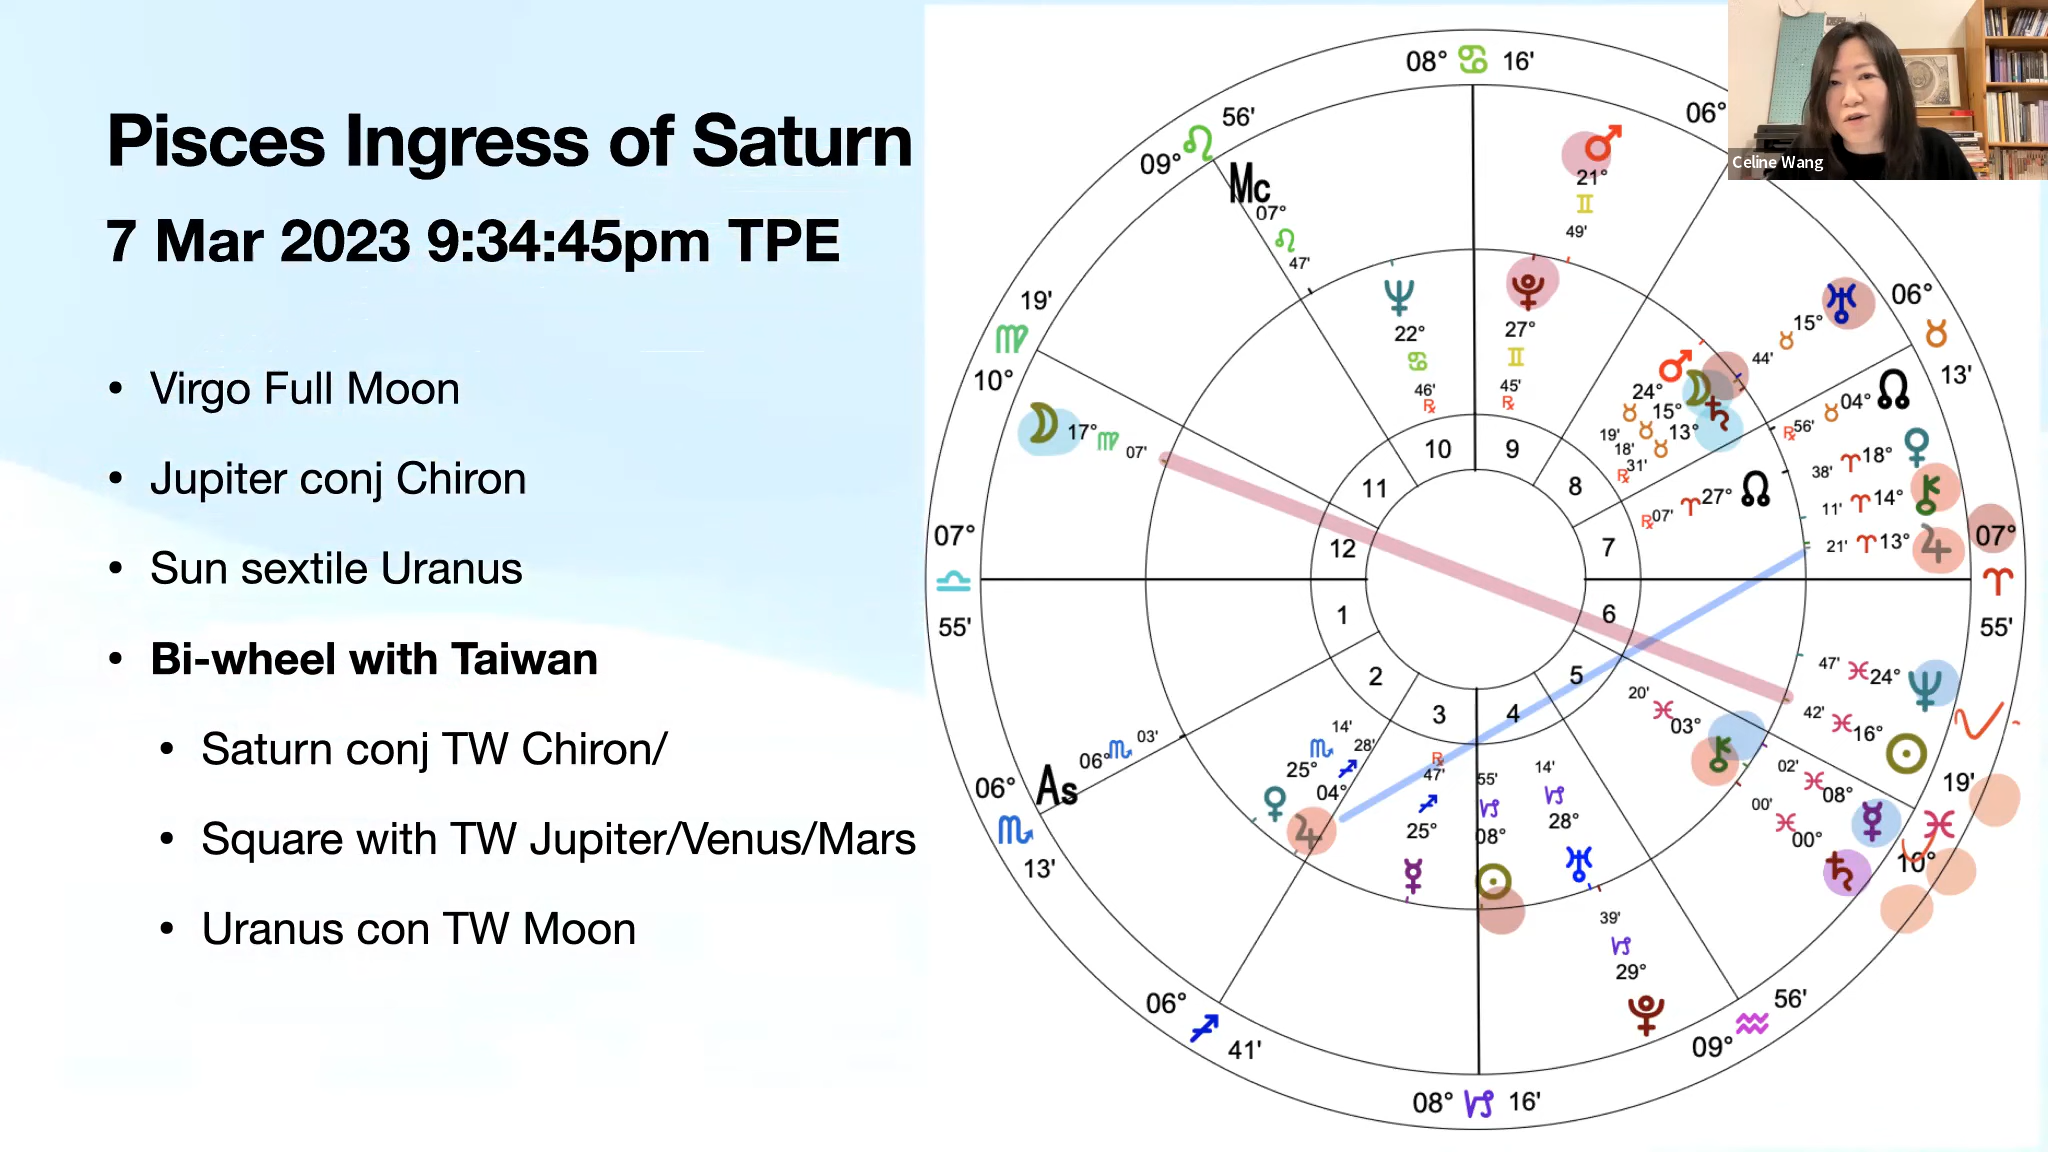 Pisces Ingress of Saturn
7 Mar 2023 9:34:45pm TPE
• Virgo Full Moon
• Jupiter conj Chiron
• Sun sextile Uranus
• Bi-wheel with Taiwan
• Saturn conj TW Chiron/
• Square with TW Jupiter/Venus/Mars
• Uranus con TW Moon
Celine Wang
08° ♋ 16'
06°
09° ♌ 56'
Mc
07° ♌ 47'
♂ 21° ♊ 49'
19' ♍ 10°
☽ 17° ♍ 07'
♆ 22° ♋ 46' ℞
♇ 27° ♊ 45' ℞
♅ 15° ♉ 44'
06° ♉ 13'
♂ 24° ♉ 19'
☽ 15° ♉ 18'
♄ 13° ♉ 31' ℞
☊ 04° ♉ 56' ℞
♀ 18° ♈ 38'
⚷ 14° ♈ 11'
♃ 13° ♈ 21'
☊ 27° ♈ 07' ℞
10 9
11 8
12 7
1 6
2 5
3 4
07° ♎ 55'
07° ♈ 55'
♆ 24° ♓ 47'
☉ 16° ♓ 42'
⚷ 03° ♓ 20'
☿ 08° ♓ 02'
♄ 00° ♓ 00'
19' ♓ 10°
As 06° ♏ 03'
06° ♏ 13'
♀ 25° ♏ 14'
♃ 04° ♐ 28'
☿ 25° ♐ 47' ℞
☉ 08° ♑ 55'
♅ 28° ♑ 14'
♇ 29° ♑ 39'
06° ♐ 41'
09° ♒ 56'
08° ♑ 16'